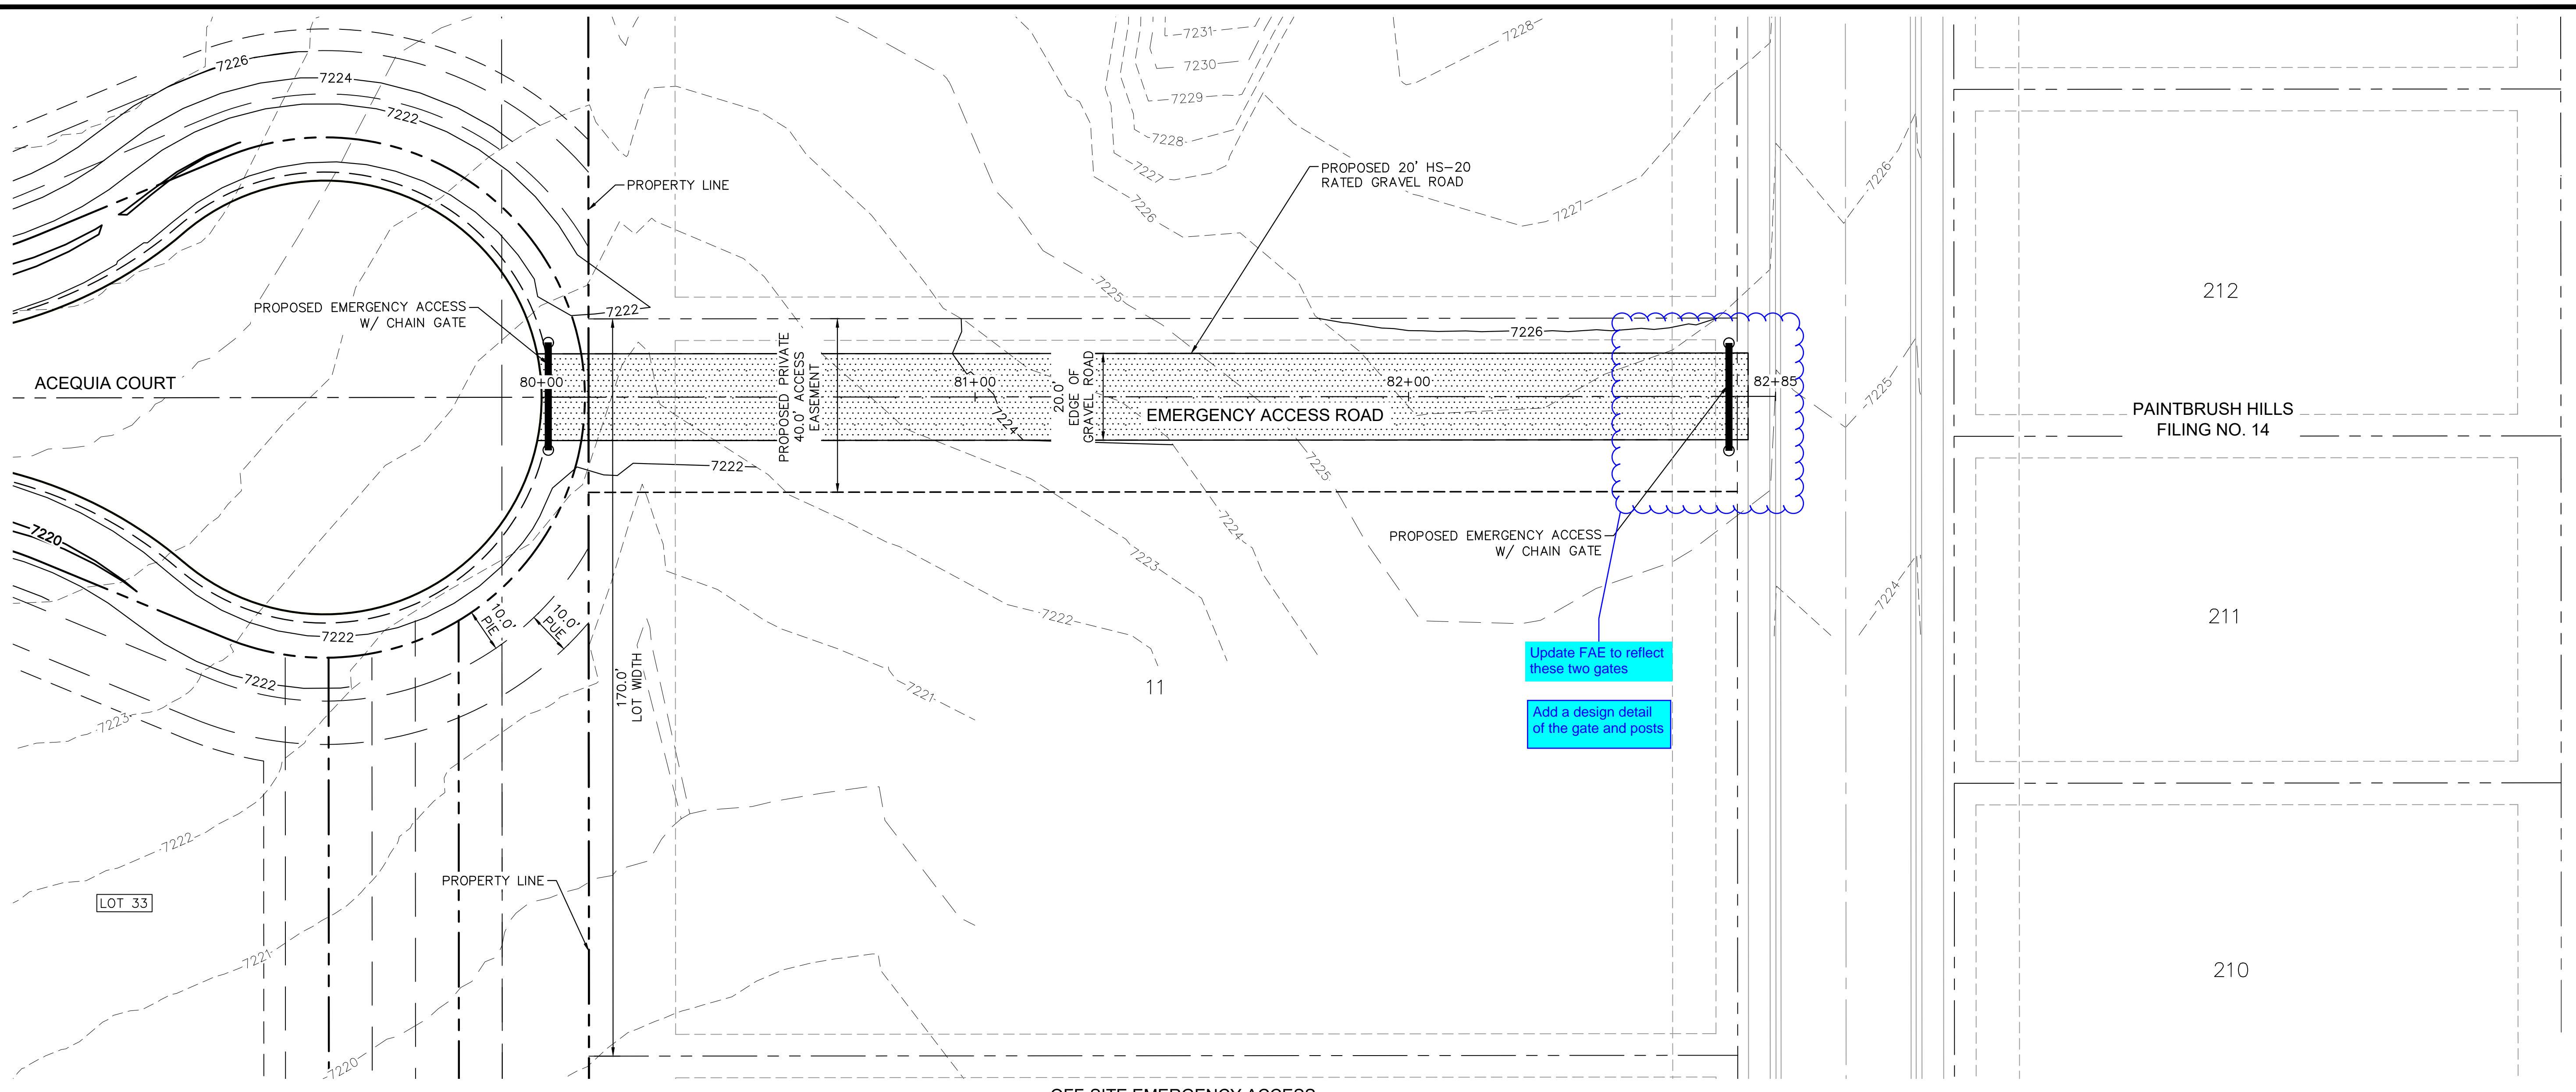 7226
7224
7222
7231
7230
7229
7228
7227
7226
7228
7227
7226
7225
7225
PROPERTY LINE
PROPOSED 20' HS-20
RATED GRAVEL ROAD
PROPOSED EMERGENCY ACCESS
W/ CHAIN GATE
7222
7226
ACEQUIA COURT
80+00
PROPOSED PRIVATE
40.0' ACCESS
EASEMENT
81+00
7224
20.0'
EDGE OF
GRAVEL ROAD
EMERGENCY ACCESS ROAD
82+00
82+85
212
PAINTBRUSH HILLS
FILING NO. 14
7222
7225
7224
7223
7222
7221
PROPOSED EMERGENCY ACCESS
W/ CHAIN GATE
7224
7220
7222
7222
10.0'
PIE
10.0'
PUE
170.0'
LOT WIDTH
11
Update FAE to reflect
these two gates
Add a design detail
of the gate and posts
211
7223
7222
PROPERTY LINE
LOT 33
7221
7220
210
OFF-SITE EMERGENCY ACCESS